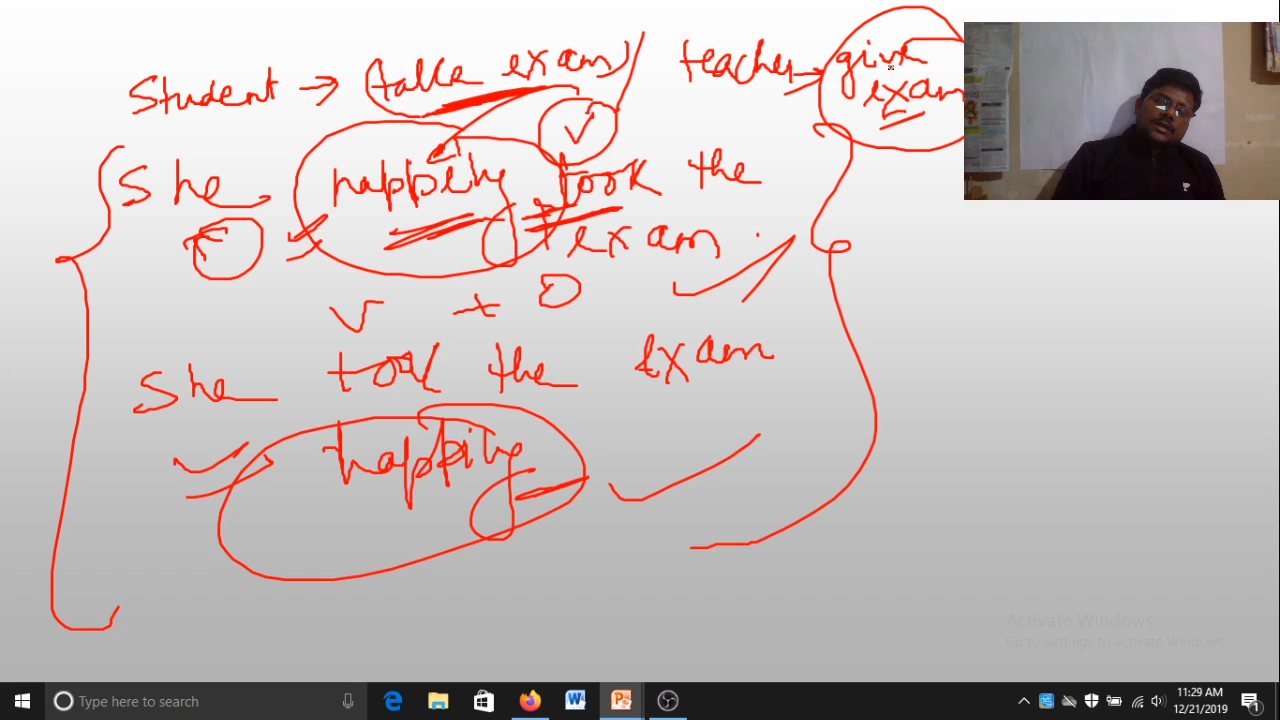 Student → (take exam) / teacher → give
exam
She happily took the
exam.
V + O
She took the exam
happily
Activate Windows
Go to Settings to activate Windows.
Type here to search
11:29 AM
12/21/2019
1